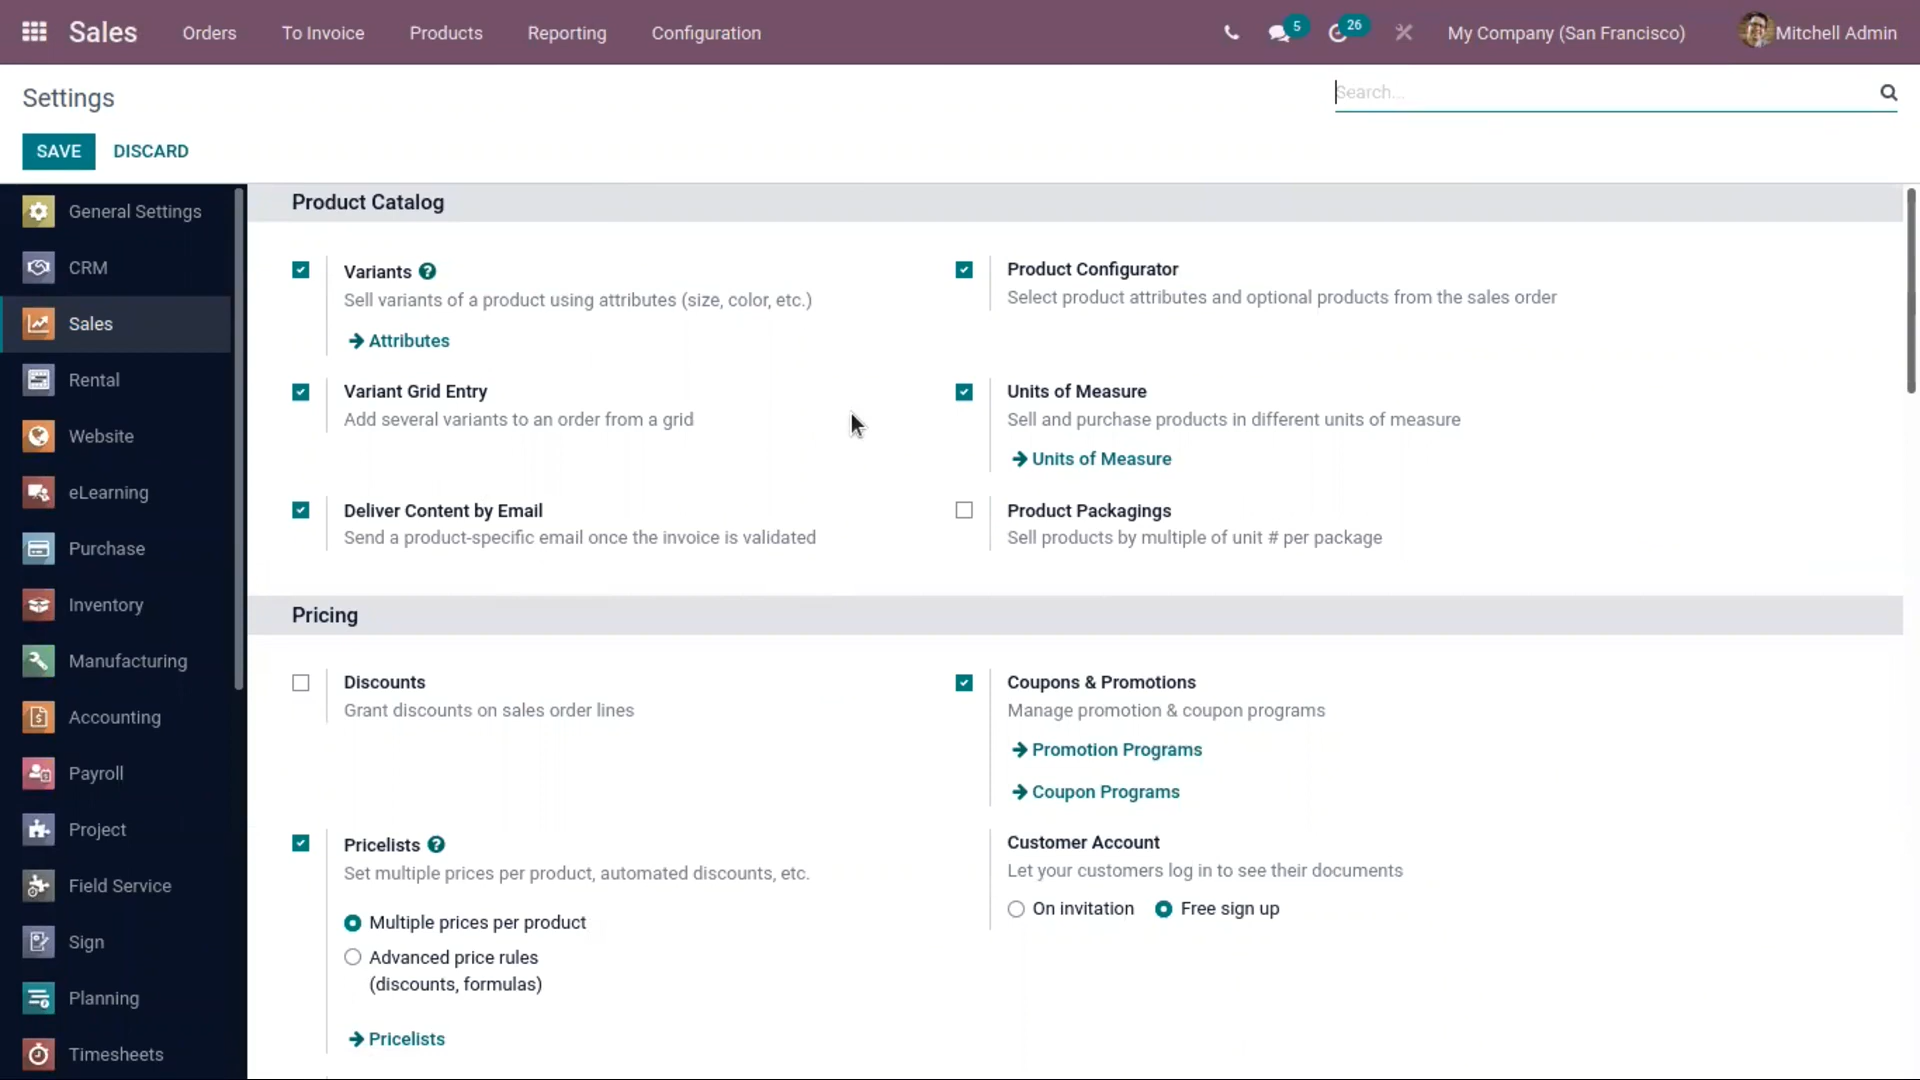 Sales Orders To Invoice Products Reporting Configuration 5 26 My Company (San Francisco) Mitchell Admin
Settings Search...
SAVE DISCARD
General Settings
CRM
Sales
Rental
Website
eLearning
Purchase
Inventory
Manufacturing
Accounting
Payroll
Project
Field Service
Sign
Planning
Timesheets
Product Catalog
Variants ?
Sell variants of a product using attributes (size, color, etc.)
Attributes
Product Configurator
Select product attributes and optional products from the sales order
Variant Grid Entry
Add several variants to an order from a grid
Units of Measure
Sell and purchase products in different units of measure
Units of Measure
Deliver Content by Email
Send a product-specific email once the invoice is validated
Product Packagings
Sell products by multiple of unit # per package
Pricing
Discounts
Grant discounts on sales order lines
Coupons & Promotions
Manage promotion & coupon programs
Promotion Programs
Coupon Programs
Pricelists ?
Set multiple prices per product, automated discounts, etc.
Multiple prices per product
Advanced price rules
(discounts, formulas)
Pricelists
Customer Account
Let your customers log in to see their documents
On invitation Free sign up